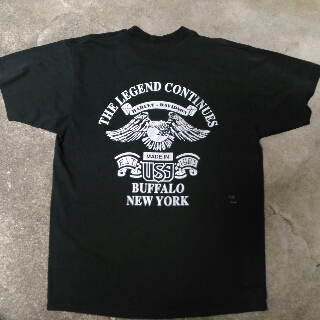 THE LEGEND CONTINUES
HARLEY-DAVIDSON
MADE IN
USA
BUFFALO
NEW YORK